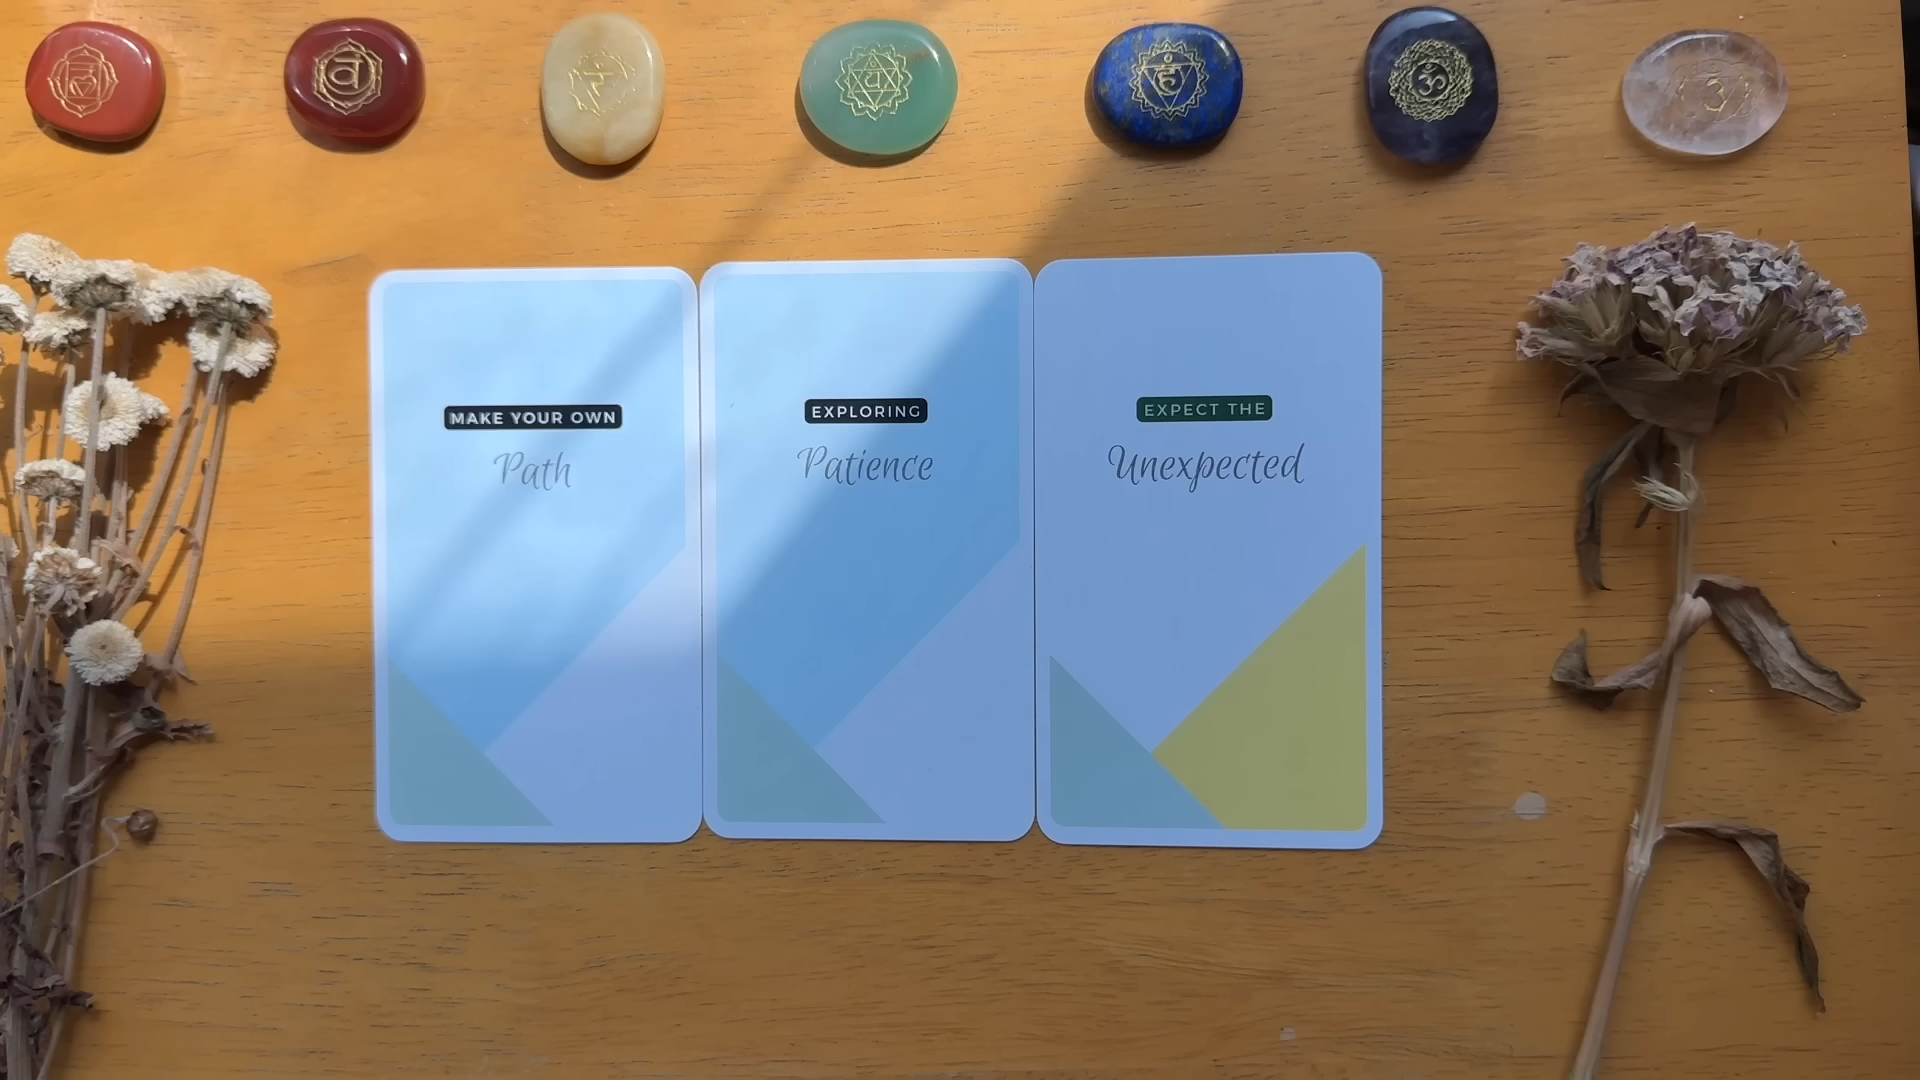 वं
यं
हं
ॐ
MAKE YOUR OWN
Path
EXPLORING
Patience
EXPECT THE
Unexpected